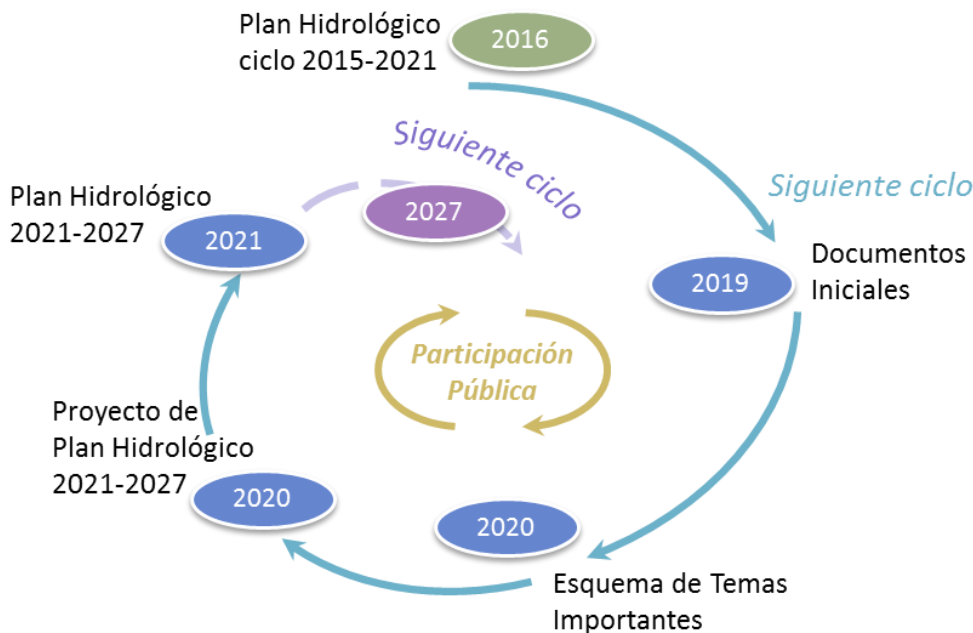 Plan Hidrológico
ciclo 2015-2021
2016
Siguiente ciclo
Siguiente ciclo
2019
Documentos
Iniciales
2020
Esquema de Temas
Importantes
Proyecto de
Plan Hidrológico
2021-2027
2020
Plan Hidrológico
2021-2027
2021
2027
Participación
Pública